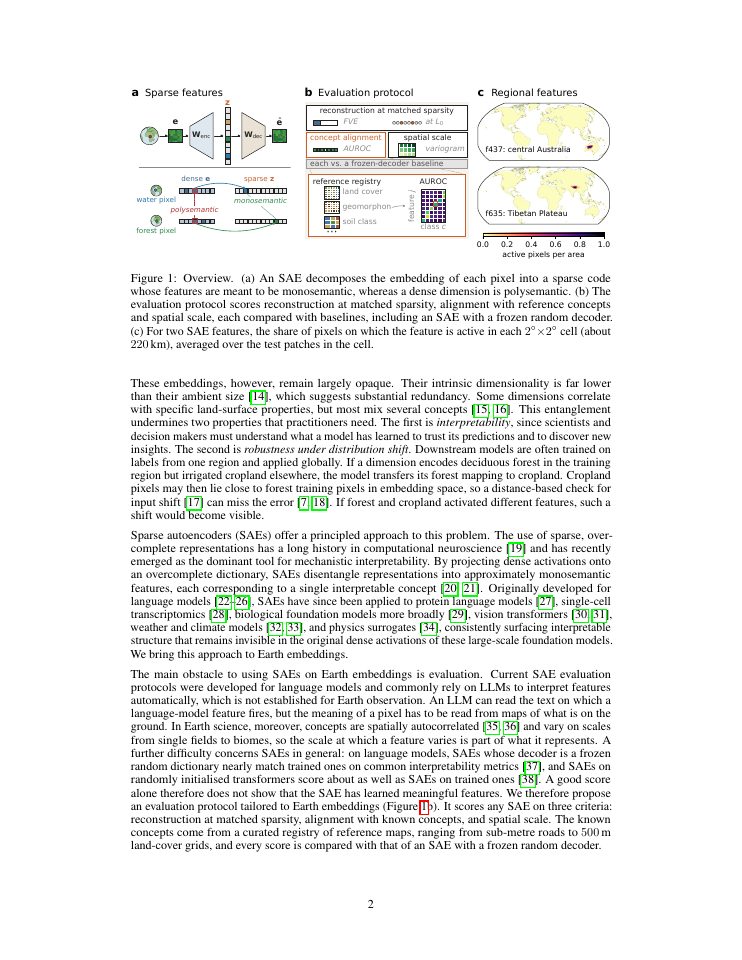 a Sparse features
z
e
ê
W_enc
W_dec
dense e
sparse z
water pixel
polysemantic
monosemantic
forest pixel
b Evaluation protocol
reconstruction at matched sparsity
FVE
at L₀
concept alignment
spatial scale
AUROC
variogram
each vs. a frozen-decoder baseline
reference registry
AUROC
land cover
geomorphon
soil class
feature f
class c
c Regional features
f437: central Australia
f635: Tibetan Plateau
0.0 0.2 0.4 0.6 0.8 1.0
active pixels per area
Figure 1: Overview. (a) An SAE decomposes the embedding of each pixel into a sparse code
whose features are meant to be monosemantic, whereas a dense dimension is polysemantic. (b) The
evaluation protocol scores reconstruction at matched sparsity, alignment with reference concepts
and spatial scale, each compared with baselines, including an SAE with a frozen random decoder.
(c) For two SAE features, the share of pixels on which the feature is active in each 2°×2° cell (about
220 km), averaged over the test patches in the cell.
These embeddings, however, remain largely opaque. Their intrinsic dimensionality is far lower
than their ambient size [14], which suggests substantial redundancy. Some dimensions correlate
with specific land-surface properties, but most mix several concepts [15, 16]. This entanglement
undermines two properties that practitioners need. The first is interpretability, since scientists and
decision makers must understand what a model has learned to trust its predictions and to discover new
insights. The second is robustness under distribution shift. Downstream models are often trained on
labels from one region and applied globally. If a dimension encodes deciduous forest in the training
region but irrigated cropland elsewhere, the model transfers its forest mapping to cropland. Cropland
pixels may then lie close to forest training pixels in embedding space, so a distance-based check for
input shift [17] can miss the error [7, 18]. If forest and cropland activated different features, such a
shift would become visible.
Sparse autoencoders (SAEs) offer a principled approach to this problem. The use of sparse, over-
complete representations has a long history in computational neuroscience [19] and has recently
emerged as the dominant tool for mechanistic interpretability. By projecting dense activations onto
an overcomplete dictionary, SAEs disentangle representations into approximately monosemantic
features, each corresponding to a single interpretable concept [20, 21]. Originally developed for
language models [22–26], SAEs have since been applied to protein language models [27], single-cell
transcriptomics [28], biological foundation models more broadly [29], vision transformers [30, 31],
weather and climate models [32, 33], and physics surrogates [34], consistently surfacing interpretable
structure that remains invisible in the original dense activations of these large-scale foundation models.
We bring this approach to Earth embeddings.
The main obstacle to using SAEs on Earth embeddings is evaluation. Current SAE evaluation
protocols were developed for language models and commonly rely on LLMs to interpret features
automatically, which is not established for Earth observation. An LLM can read the text on which a
language-model feature fires, but the meaning of a pixel has to be read from maps of what is on the
ground. In Earth science, moreover, concepts are spatially autocorrelated [35, 36] and vary on scales
from single fields to biomes, so the scale at which a feature varies is part of what it represents. A
further difficulty concerns SAEs in general: on language models, SAEs whose decoder is a frozen
random dictionary nearly match trained ones on common interpretability metrics [37], and SAEs on
randomly initialised transformers score about as well as SAEs on trained ones [38]. A good score
alone therefore does not show that the SAE has learned meaningful features. We therefore propose
an evaluation protocol tailored to Earth embeddings (Figure 1b). It scores any SAE on three criteria:
reconstruction at matched sparsity, alignment with known concepts, and spatial scale. The known
concepts come from a curated registry of reference maps, ranging from sub-metre roads to 500 m
land-cover grids, and every score is compared with that of an SAE with a frozen random decoder.
2